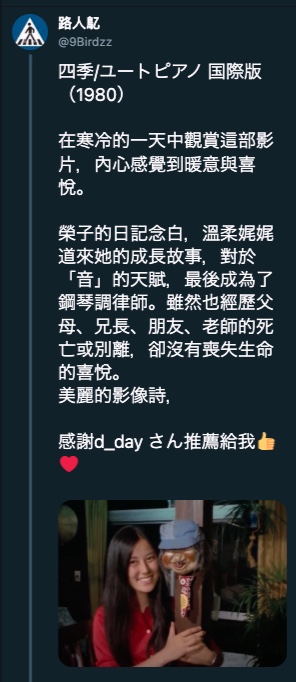 路人䰟
@9Birdzz
四季/ユートピアノ 国際版
（1980）
在寒冷的一天中觀賞這部影
片，內心感覺到暖意與喜
悅。
榮子的日記念白，溫柔娓娓
道來她的成長故事，對於
「音」的天賦，最後成為了
鋼琴調律師。雖然也經歷父
母、兄長、朋友、老師的死
亡或別離，卻沒有喪失生命
的喜悅。
美麗的影像詩，
感謝d_day さん推薦給我👍
❤️